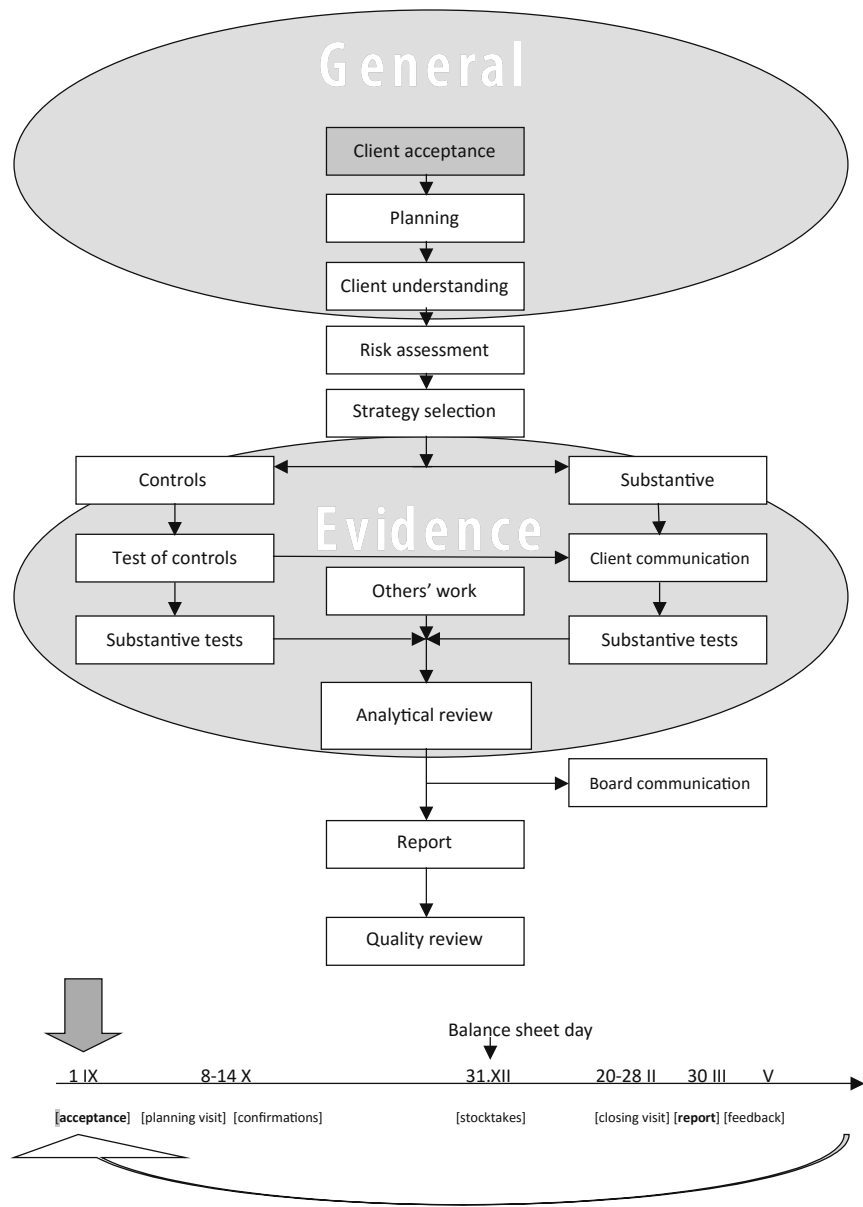 General
Client acceptance
Planning
Client understanding
Risk assessment
Strategy selection
Controls
Substantive
Evidence
Test of controls
Client communication
Others’ work
Substantive tests
Substantive tests
Analytical review
Board communication
Report
Quality review
Balance sheet day
1 IX 8-14 X 31.XII 20-28 II 30 III V
[acceptance] [planning visit] [confirmations] [stocktakes] [closing visit] [report] [feedback]